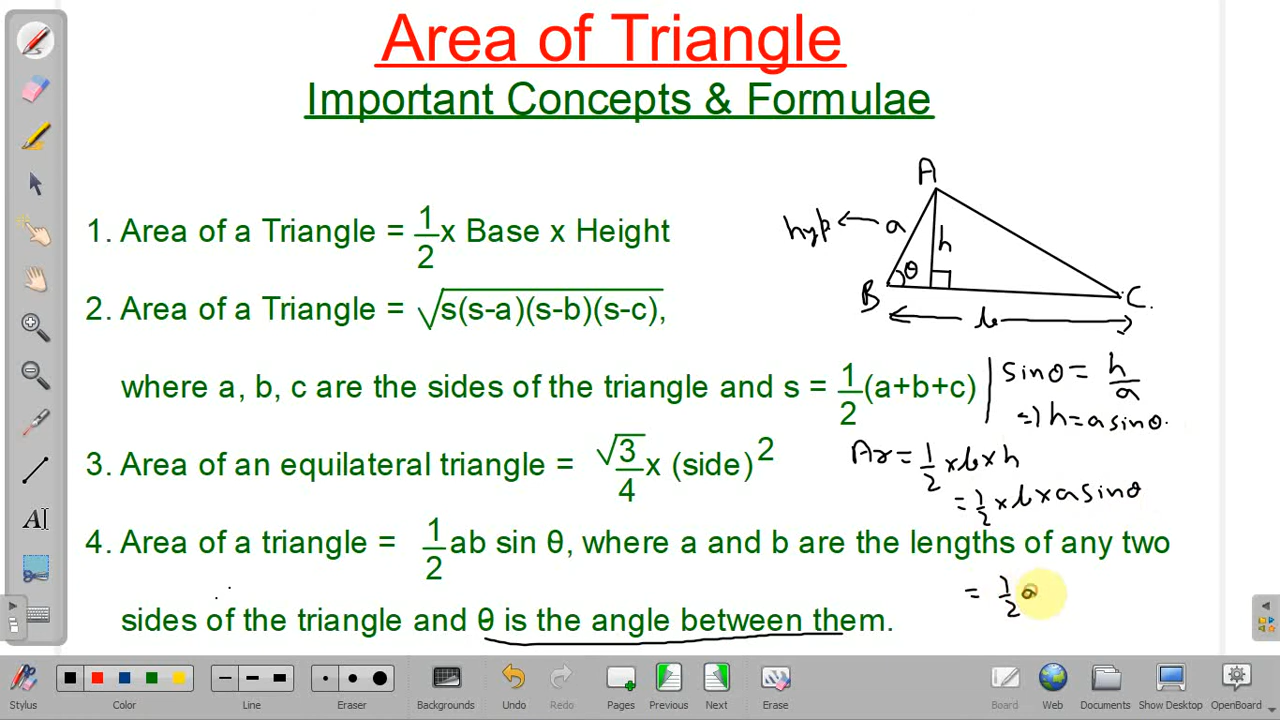 Area of Triangle
Important Concepts & Formulae
1. Area of a Triangle = 1/2 x Base x Height
2. Area of a Triangle = √s(s-a)(s-b)(s-c),
where a, b, c are the sides of the triangle and s = 1/2(a+b+c)
3. Area of an equilateral triangle = √3/4 x (side)²
4. Area of a triangle = 1/2 ab sin θ, where a and b are the lengths of any two
sides of the triangle and θ is the angle between them.
A
hyp ← a
h
θ
B
C
b
sinθ = h/a
=> h = a sinθ
Ar = 1/2 × b × h
= 1/2 × b × a sinθ
= 1/2 a
AI
Stylus
Color
Line
Eraser
Backgrounds
Undo
Redo
Pages
Previous
Next
Erase
Board
Web
Documents
Show Desktop
OpenBoard